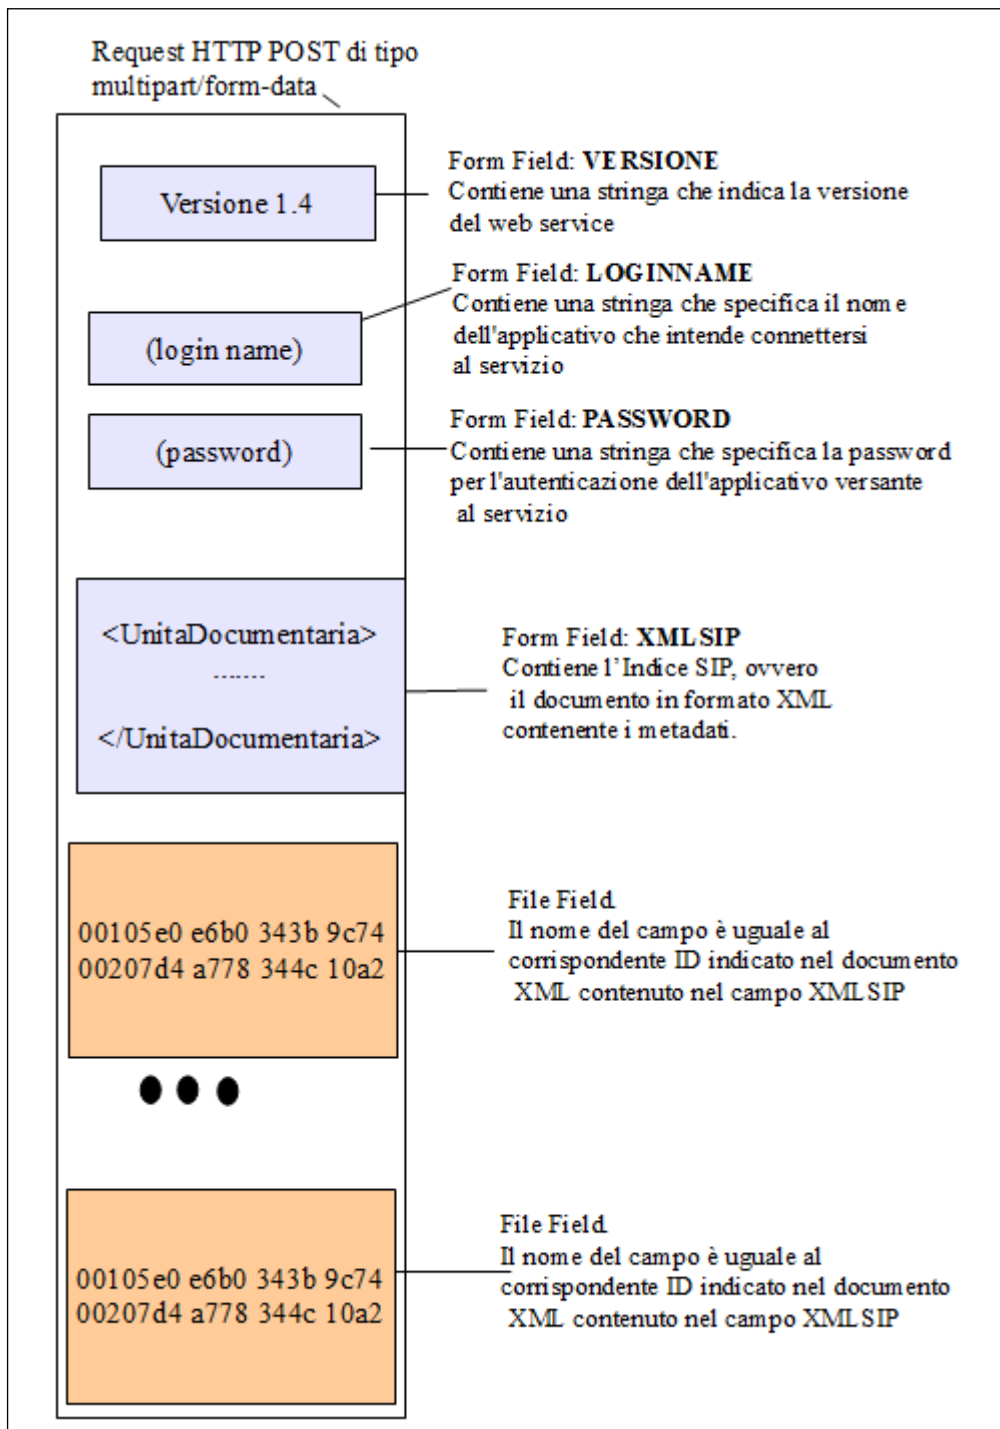 Request HTTP POST di tipo
multipart/form-data
Versione 1.4
Form Field: VERSIONE
Contiene una stringa che indica la versione
del web service
(login name)
Form Field: LOGINNAME
Contiene una stringa che specifica il nome
dell'applicativo che intende connettersi
al servizio
(password)
Form Field: PASSWORD
Contiene una stringa che specifica la password
per l'autenticazione dell'applicativo versante
al servizio
<UnitaDocumentaria>
.......
</UnitaDocumentaria>
Form Field: XMLSIP
Contiene l’Indice SIP, ovvero
il documento in formato XML
contenente i metadati.
00105e0 e6b0 343b 9c74
00207d4 a778 344c 10a2
File Field.
Il nome del campo è uguale al
corrispondente ID indicato nel documento
XML contenuto nel campo XMLSIP
00105e0 e6b0 343b 9c74
00207d4 a778 344c 10a2
File Field.
Il nome del campo è uguale al
corrispondente ID indicato nel documento
XML contenuto nel campo XMLSIP